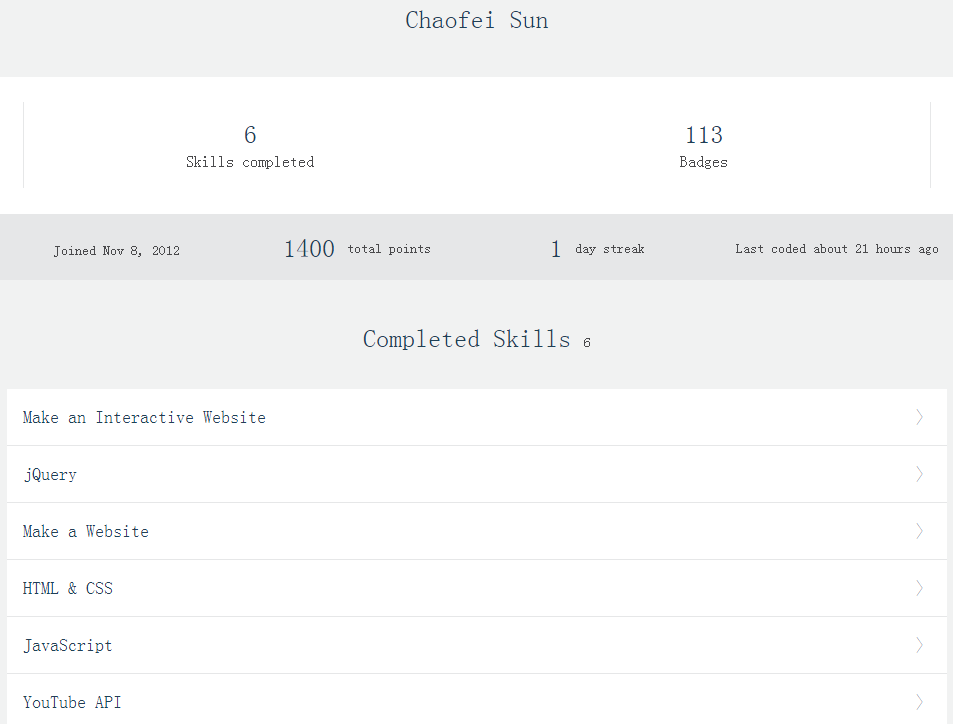 Chaofei Sun
6
Skills completed
113
Badges
Joined Nov 8, 2012
1400 total points
1 day streak
Last coded about 21 hours ago
Completed Skills 6
Make an Interactive Website
jQuery
Make a Website
HTML & CSS
JavaScript
YouTube API